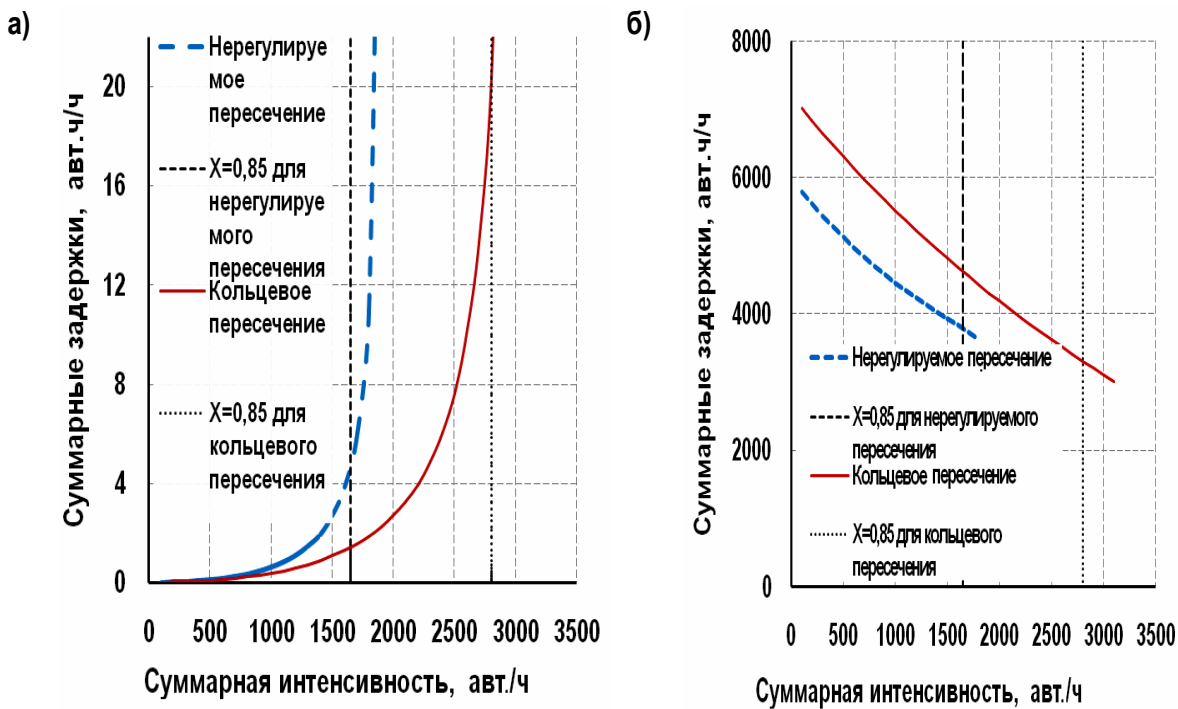 а)
Суммарные задержки, авт.ч/ч
20
16
12
8
4
0
Нерегулируе
мое
пересечение
X=0,85 для
нерегулируе
мого
пересечения
Кольцевое
пересечение
X=0,85 для
кольцевого
пересечения
0 500 1000 1500 2000 2500 3000 3500
Суммарная интенсивность, авт./ч
б)
Суммарные задержки, авт.ч/ч
8000
6000
4000
2000
0
Нерегулируемое пересечение
X=0,85 для нерегулируемого
пересечения
Кольцевое пересечение
X=0,85 для кольцевого
пересечения
0 500 1000 1500 2000 2500 3000 3500
Суммарная интенсивность, авт./ч